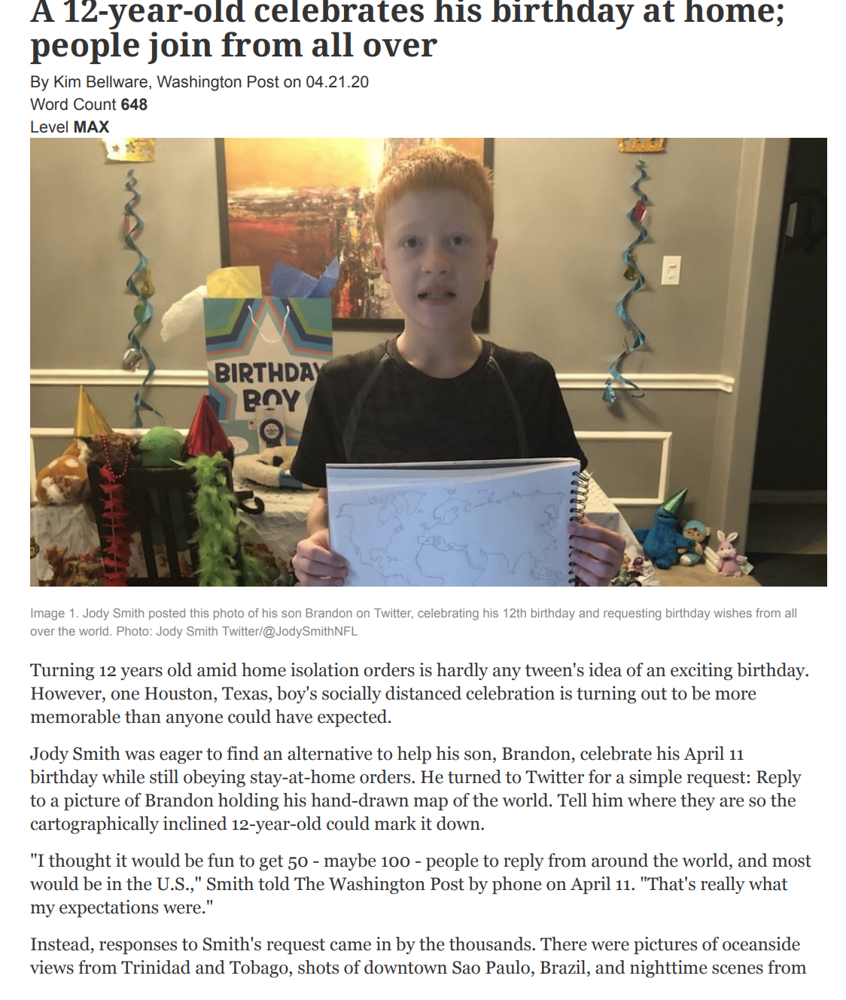 A 12-year-old celebrates his birthday at home;
people join from all over
By Kim Bellware, Washington Post on 04.21.20
Word Count 648
Level MAX
BIRTHDAY
BOY
Image 1. Jody Smith posted this photo of his son Brandon on Twitter, celebrating his 12th birthday and requesting birthday wishes from all
over the world. Photo: Jody Smith Twitter/@JodySmithNFL
Turning 12 years old amid home isolation orders is hardly any tween's idea of an exciting birthday.
However, one Houston, Texas, boy's socially distanced celebration is turning out to be more
memorable than anyone could have expected.
Jody Smith was eager to find an alternative to help his son, Brandon, celebrate his April 11
birthday while still obeying stay-at-home orders. He turned to Twitter for a simple request: Reply
to a picture of Brandon holding his hand-drawn map of the world. Tell him where they are so the
cartographically inclined 12-year-old could mark it down.
"I thought it would be fun to get 50 - maybe 100 - people to reply from around the world, and most
would be in the U.S.," Smith told The Washington Post by phone on April 11. "That's really what
my expectations were."
Instead, responses to Smith's request came in by the thousands. There were pictures of oceanside
views from Trinidad and Tobago, shots of downtown Sao Paulo, Brazil, and nighttime scenes from